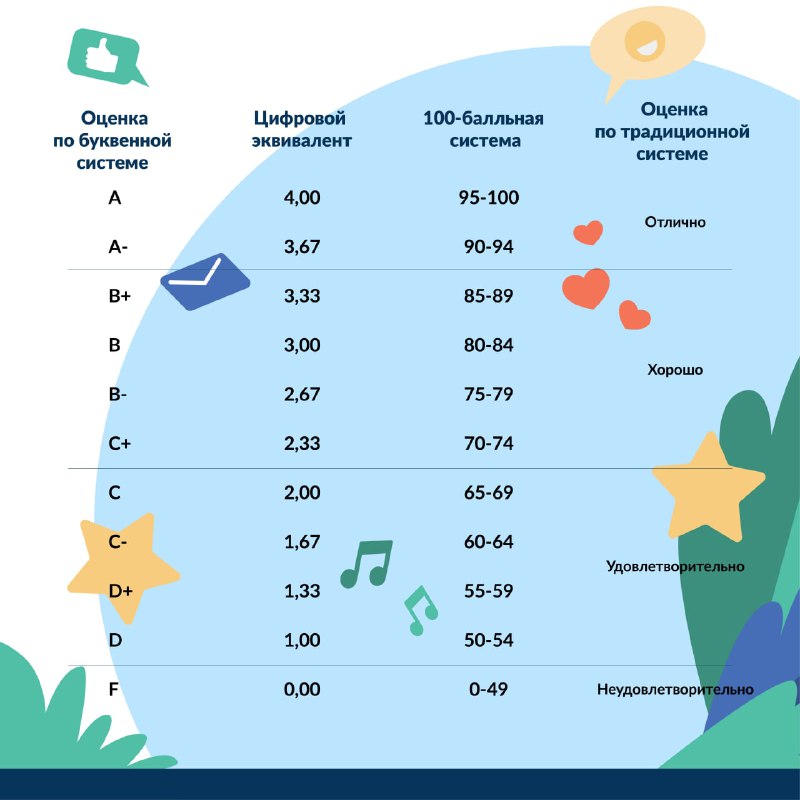 Оценка
по буквенной
системе
Цифровой
эквивалент
100-балльная
система
Оценка
по традиционной
системе
A 4,00 95-100
Отлично
A- 3,67 90-94
B+ 3,33 85-89
B 3,00 80-84
Хорошо
B- 2,67 75-79
C+ 2,33 70-74
C 2,00 65-69
C- 1,67 60-64
Удовлетворительно
D+ 1,33 55-59
D 1,00 50-54
F 0,00 0-49 Неудовлетворительно